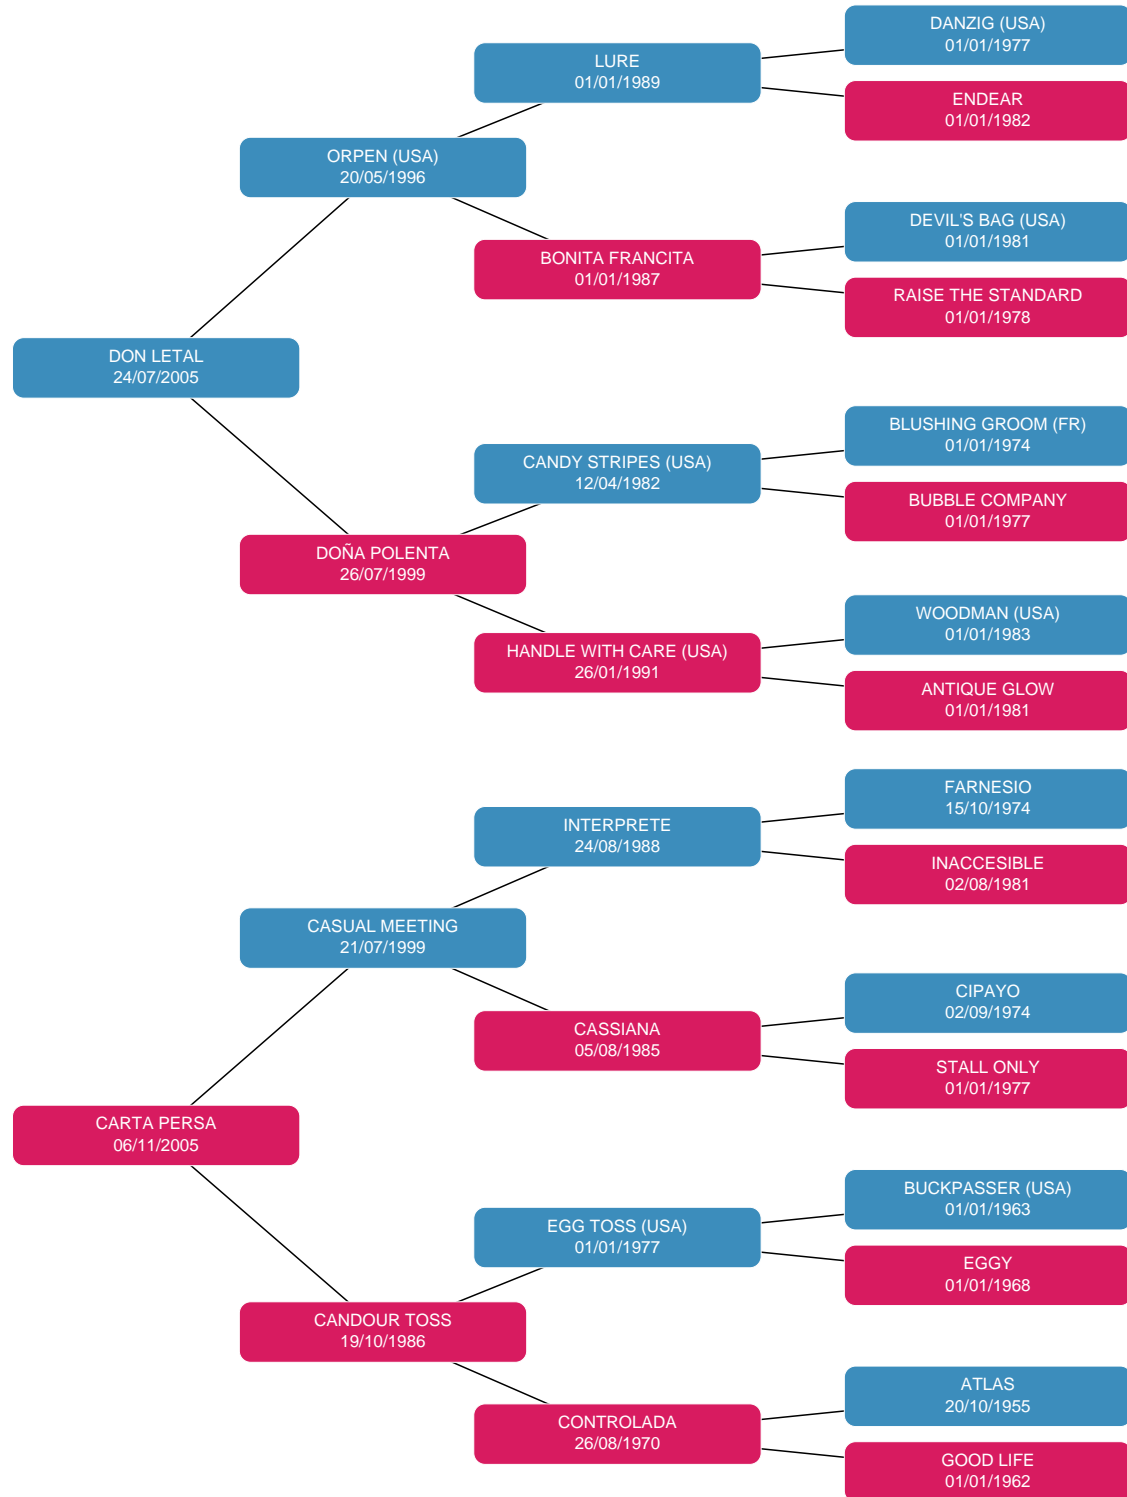 DANZIG (USA)
01/01/1977
LURE
01/01/1989
ENDEAR
01/01/1982
ORPEN (USA)
20/05/1996
DEVIL'S BAG (USA)
01/01/1981
BONITA FRANCITA
01/01/1987
RAISE THE STANDARD
01/01/1978
DON LETAL
24/07/2005
BLUSHING GROOM (FR)
01/01/1974
CANDY STRIPES (USA)
12/04/1982
BUBBLE COMPANY
01/01/1977
DOÑA POLENTA
26/07/1999
WOODMAN (USA)
01/01/1983
HANDLE WITH CARE (USA)
26/01/1991
ANTIQUE GLOW
01/01/1981
FARNESIO
15/10/1974
INTERPRETE
24/08/1988
INACCESIBLE
02/08/1981
CASUAL MEETING
21/07/1999
CIPAYO
02/09/1974
CASSIANA
05/08/1985
STALL ONLY
01/01/1977
CARTA PERSA
06/11/2005
BUCKPASSER (USA)
01/01/1963
EGG TOSS (USA)
01/01/1977
EGGY
01/01/1968
CANDOUR TOSS
19/10/1986
ATLAS
20/10/1955
CONTROLADA
26/08/1970
GOOD LIFE
01/01/1962